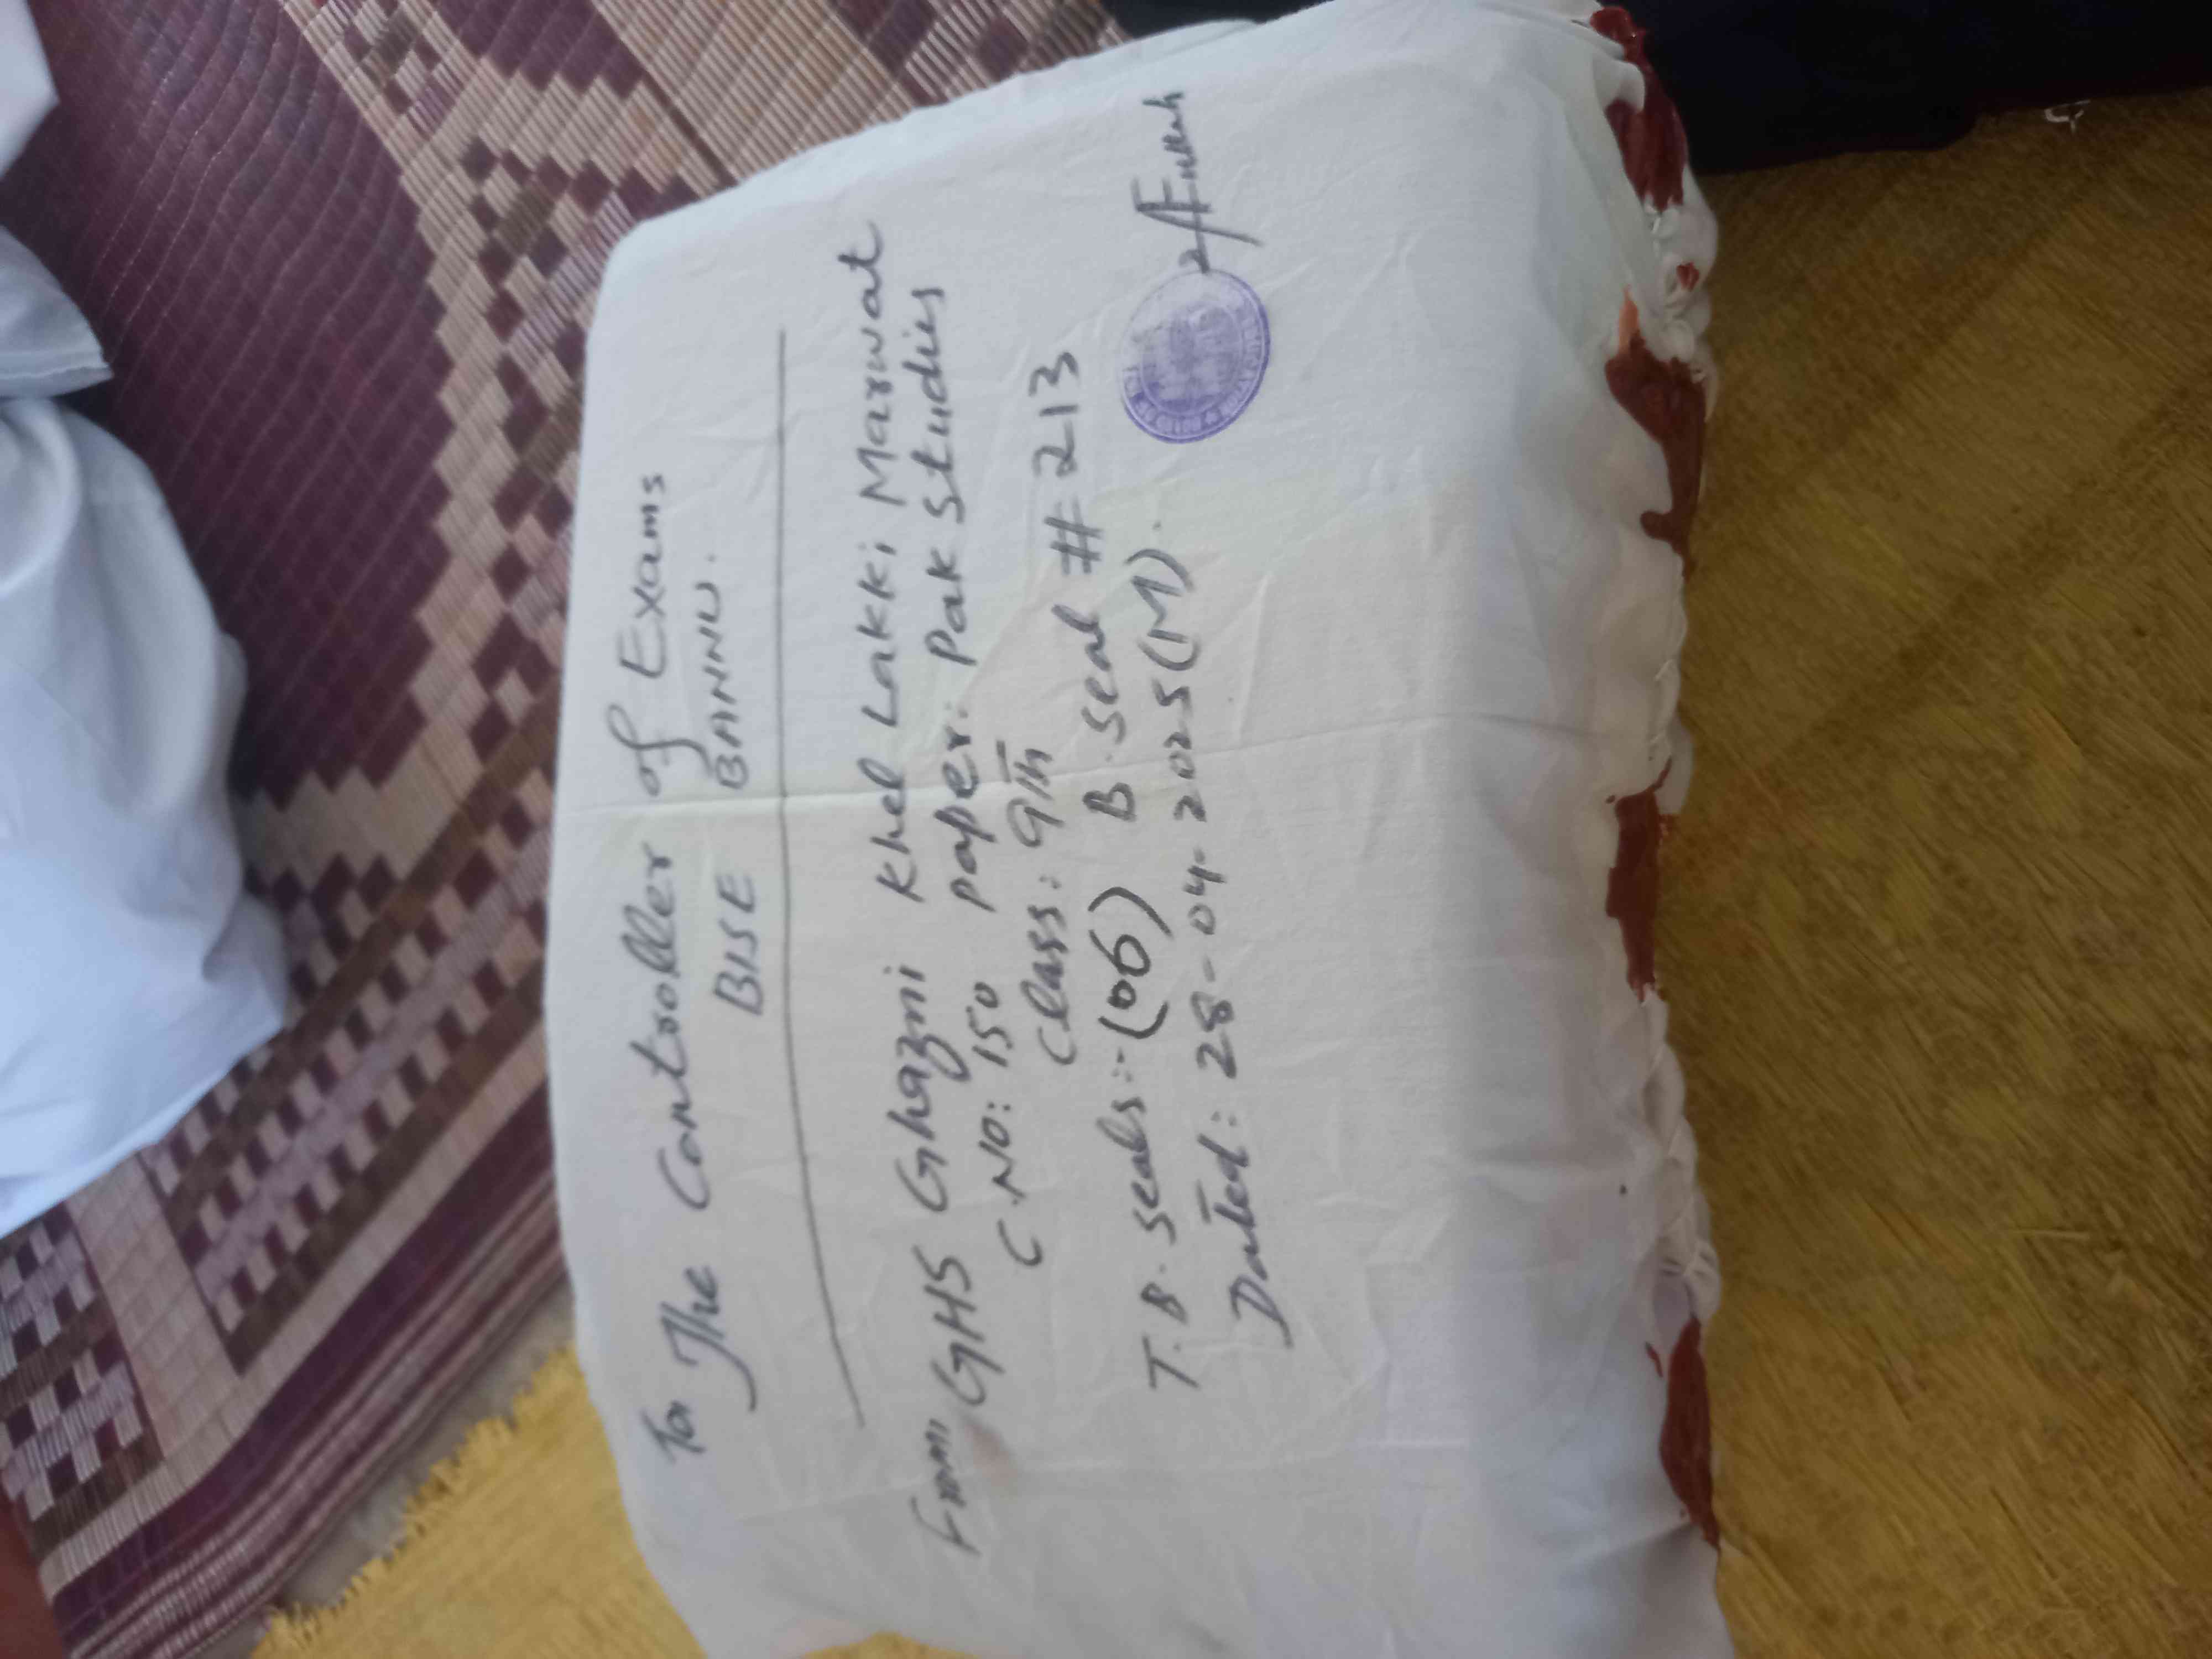 To The Controller of Exams
BISE BANNU.
From GHS Ghazni Khel Lakki Marwat
C.NO: 150 paper: Pak studies
Class: 9th
T.B. seals:- (06) B.seal # 213
Dated: 28-04-2025(M).